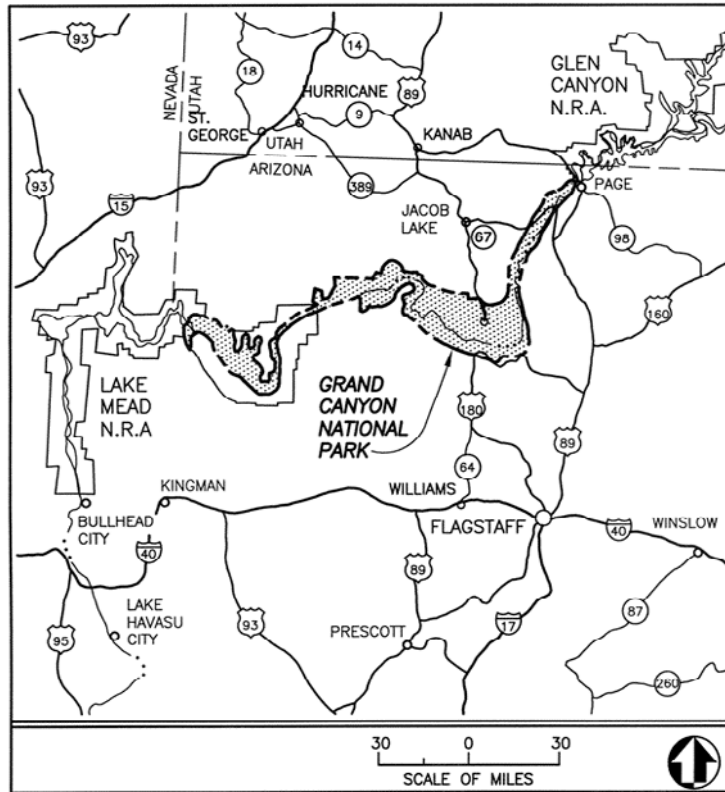 93
14
18
89
GLEN
CANYON
N.R.A.
NEVADA
UTAH
HURRICANE
ST.
GEORGE
9
KANAB
UTAH
ARIZONA
93
389
15
PAGE
JACOB
LAKE
67
98
160
LAKE
MEAD
N.R.A
GRAND
CANYON
NATIONAL
PARK
180
89
64
KINGMAN
WILLIAMS
BULLHEAD
CITY
FLAGSTAFF
WINSLOW
40
40
89
LAKE
HAVASU
CITY
95
93
PRESCOTT
17
87
260
30 0 30
SCALE OF MILES